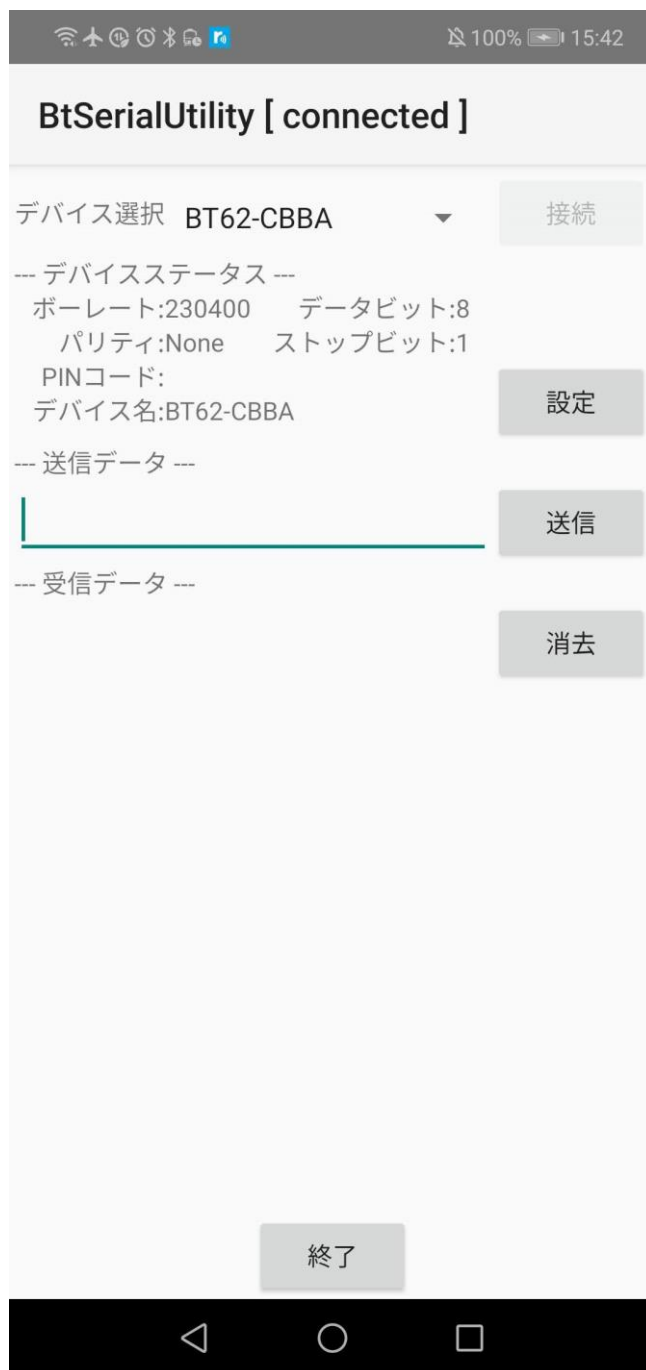 100% 15:42
BtSerialUtility [ connected ]
デバイス選択 BT62-CBBA 接続
--- デバイスステータス ---
ボーレート:230400 データビット:8
パリティ:None ストップビット:1
PINコード:
デバイス名:BT62-CBBA 設定
--- 送信データ ---
送信
--- 受信データ ---
消去
終了